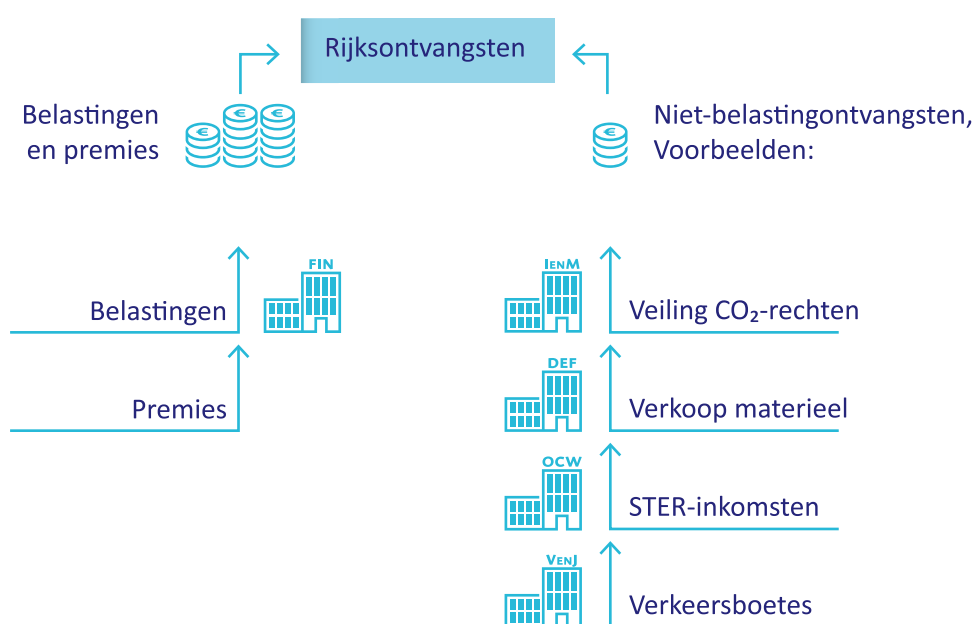 Rijksontvangsten
Belastingen
en premies
€ € €
€
Niet-belastingontvangsten,
Voorbeelden:
FIN
Belastingen
Premies
IENM
Veiling CO₂-rechten
DEF
Verkoop materieel
OCW
STER-inkomsten
VENJ
Verkeersboetes